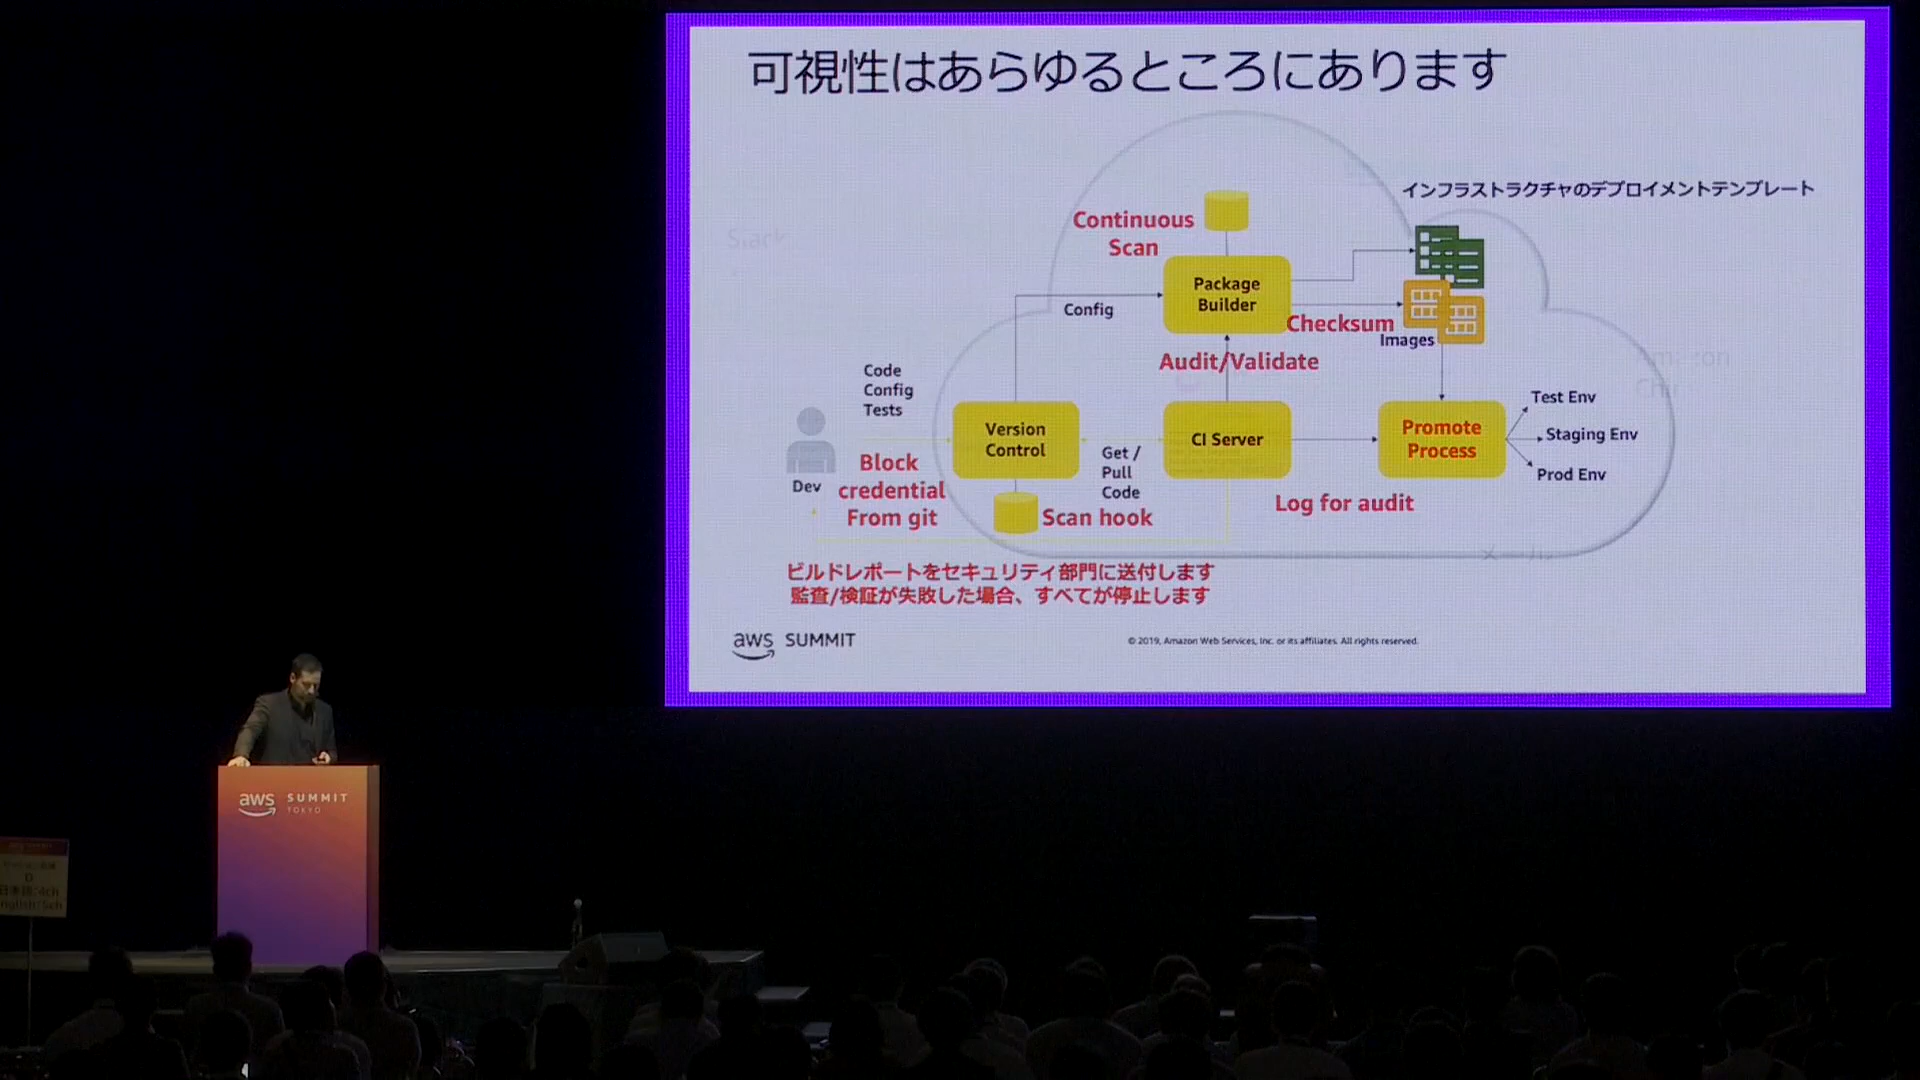 可視性はあらゆるところにあります
インフラストラクチャのデプロイメントテンプレート
Continuous
Scan
Package
Builder
Config
Checksum
Images
Audit/Validate
Code
Config
Tests
Version
Control
CI Server
Promote
Process
Test Env
Staging Env
Prod Env
Get /
Pull
Code
Dev
Block
credential
From git
Scan hook
Log for audit
ビルドレポートをセキュリティ部門に送付します
監査/検証が失敗した場合、すべてが停止します
aws SUMMIT
© 2019, Amazon Web Services, Inc. or its affiliates. All rights reserved.
aws SUMMIT
TOKYO